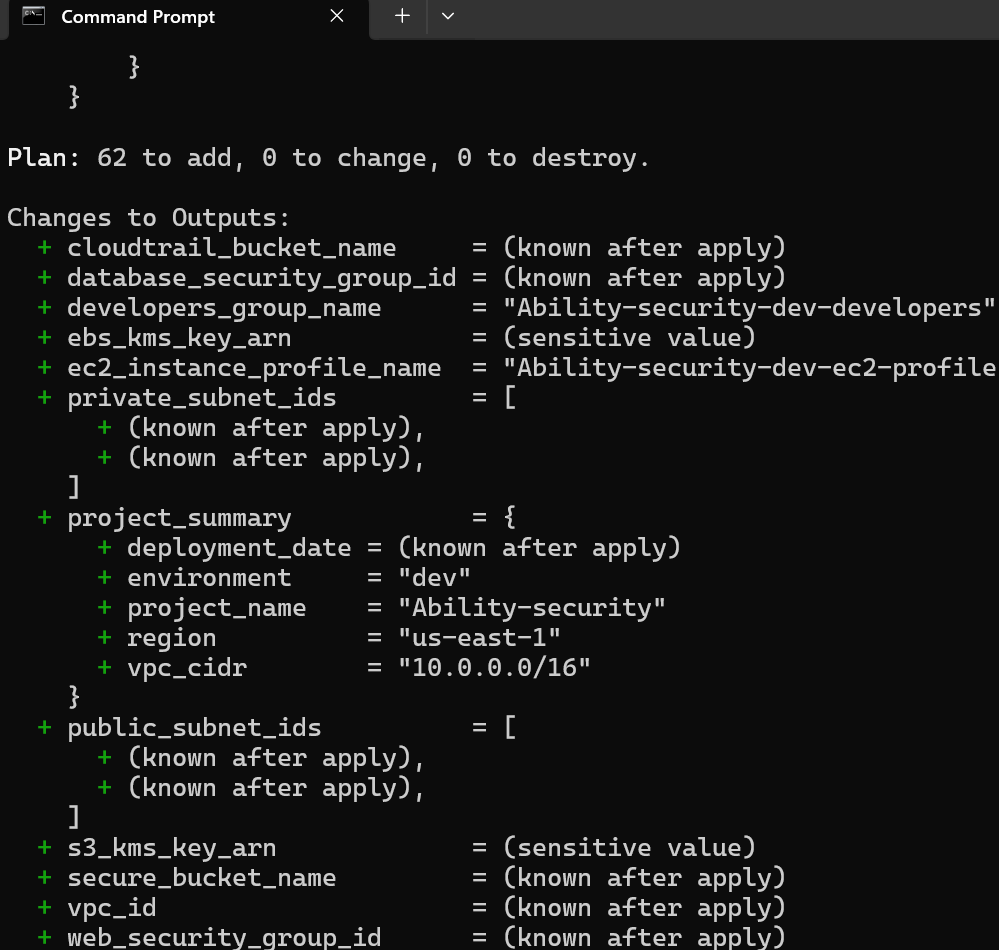 Command Prompt
}
}
Plan: 62 to add, 0 to change, 0 to destroy.
Changes to Outputs:
+ cloudtrail_bucket_name = (known after apply)
+ database_security_group_id = (known after apply)
+ developers_group_name = "Ability-security-dev-developers"
+ ebs_kms_key_arn = (sensitive value)
+ ec2_instance_profile_name = "Ability-security-dev-ec2-profile
+ private_subnet_ids = [
+ (known after apply),
+ (known after apply),
]
+ project_summary = {
+ deployment_date = (known after apply)
+ environment = "dev"
+ project_name = "Ability-security"
+ region = "us-east-1"
+ vpc_cidr = "10.0.0.0/16"
}
+ public_subnet_ids = [
+ (known after apply),
+ (known after apply),
]
+ s3_kms_key_arn = (sensitive value)
+ secure_bucket_name = (known after apply)
+ vpc_id = (known after apply)
+ web_security_group_id = (known after apply)